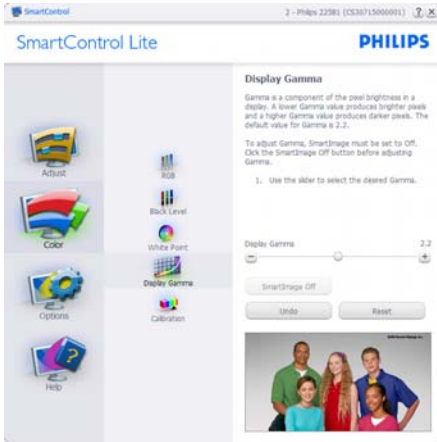 SmartControl
2 - Philips 225B1 (CS30715000001)
SmartControl Lite
PHILIPS
Adjust
Color
Options
Help
RGB
Black Level
White Point
Display Gamma
Calibration
Display Gamma
Gamma is a component of the pixel brightness in a
display. A lower Gamma value produces brighter pixels
and a higher Gamma value produces darker pixels. The
default value for Gamma is 2.2.
To adjust Gamma, SmartImage must be set to Off.
Click the SmartImage Off button before adjusting
Gamma.
1. Use the slider to select the desired Gamma.
Display Gamma 2.2
SmartImage Off
Undo Reset